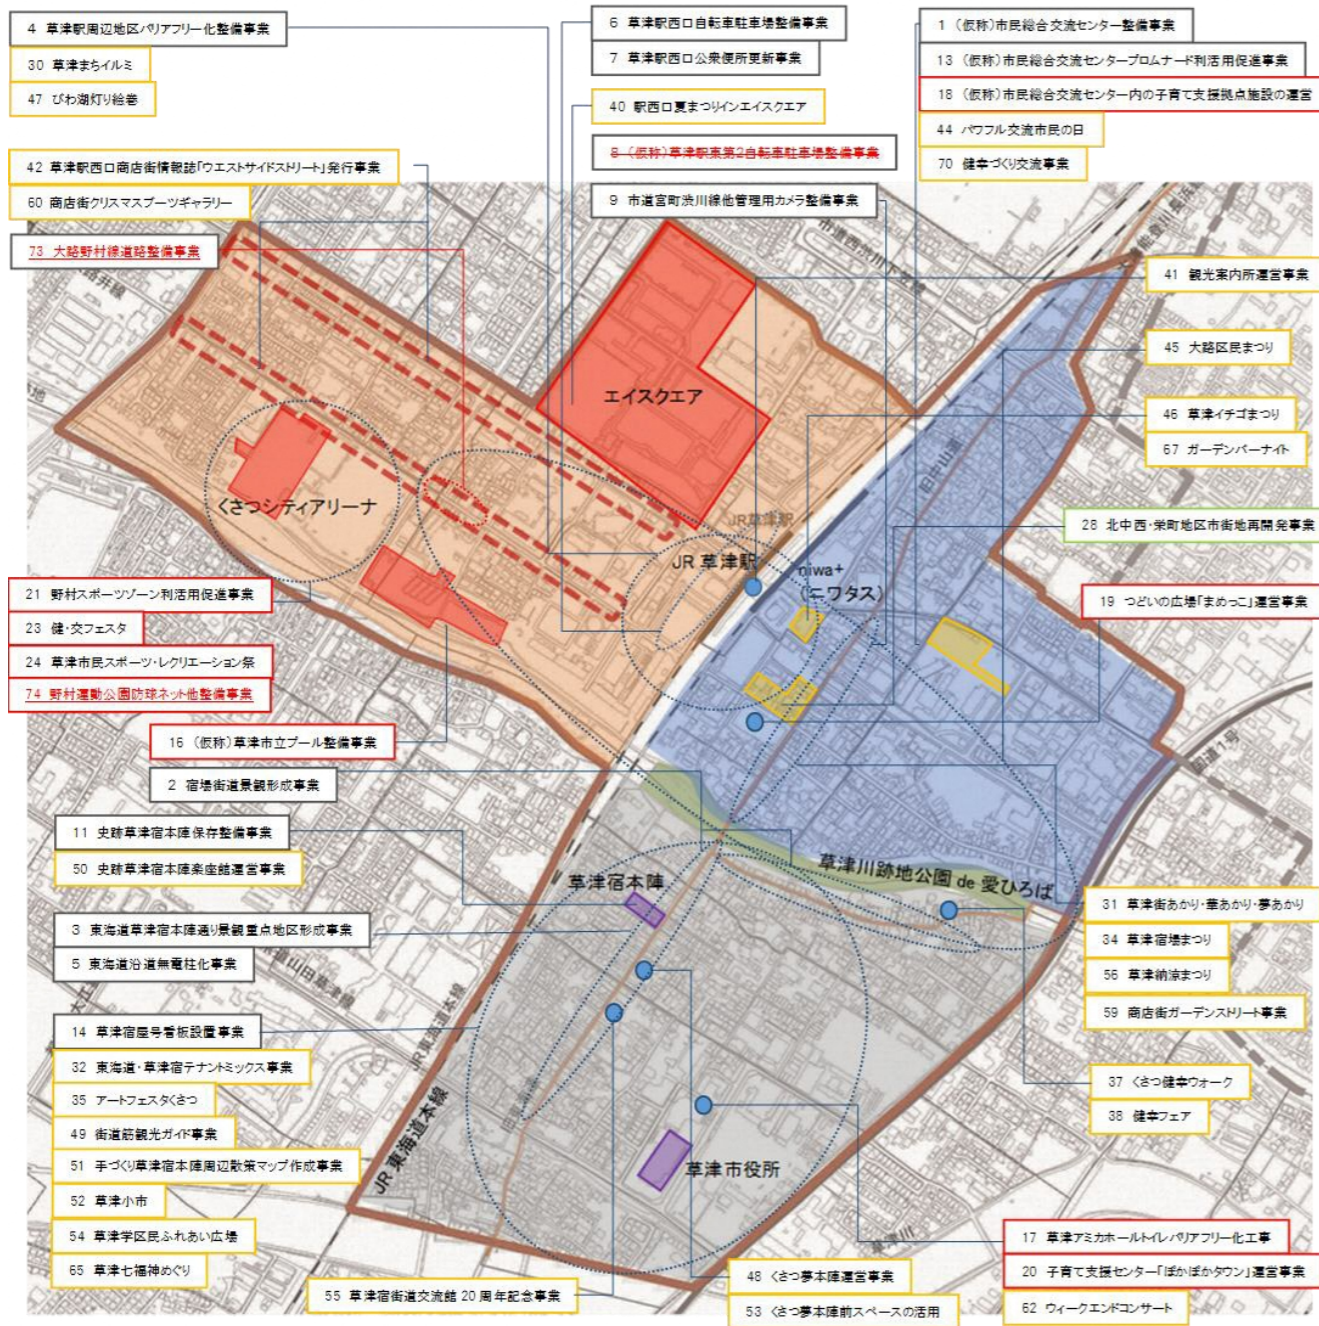 4 草津駅周辺地区バリアフリー化整備事業
30 草津まちイルミ
47 びわ湖灯り絵巻
6 草津駅西口自転車駐車場整備事業
7 草津駅西口公衆便所更新事業
40 駅西口夏まつりインエイスクエア
8 (仮称)草津駅東第2自転車駐車場整備事業
9 市道宮町渋川線他管理用カメラ整備事業
1 (仮称)市民総合交流センター整備事業
13 (仮称)市民総合交流センタープロムナード利活用促進事業
18 (仮称)市民総合交流センター内の子育て支援拠点施設の運営
44 パワフル交流市民の日
70 健幸づくり交流事業
42 草津駅西口商店街情報誌「ウエストサイドストリート」発行事業
60 商店街クリスマスブーツギャラリー
73 大路野村線道路整備事業
41 観光案内所運営事業
45 大路区民まつり
46 草津イチゴまつり
67 ガーデンバーナイト
28 北中西・栄町地区市街地再開発事業
19 つどいの広場「まめっこ」運営事業
エイスクエア
くさつシティアリーナ
JR草津駅
JR 草津駅
niwa+
(ニワタス)
旧中山道
国道1号
21 野村スポーツゾーン利活用促進事業
23 健・交フェスタ
24 草津市民スポーツ・レクリエーション祭
74 野村運動公園防球ネット他整備事業
16 (仮称)草津市立プール整備事業
2 宿場街道景観形成事業
11 史跡草津宿本陣保存整備事業
50 史跡草津宿本陣楽座館運営事業
3 東海道草津宿本陣通り景観重点地区形成事業
5 東海道沿道無電柱化事業
草津宿本陣
草津川跡地公園 de 愛ひろば
14 草津宿屋号看板設置事業
32 東海道・草津宿テナントミックス事業
35 アートフェスタくさつ
49 街道筋観光ガイド事業
51 手づくり草津宿本陣周辺散策マップ作成事業
52 草津小市
54 草津学区民ふれあい広場
65 草津七福神めぐり
JR東海道本線
JR 東海道本線
旧東海道
草津市役所
草津川
31 草津街あかり・華あかり・夢あかり
34 草津宿場まつり
56 草津納涼まつり
59 商店街ガーデンストリート事業
37 くさつ健幸ウォーク
38 健幸フェア
17 草津アミカホールトイレバリアフリー化工事
20 子育て支援センター「ぽかぽかタウン」運営事業
62 ウィークエンドコンサート
55 草津宿街道交流館 20 周年記念事業
48 くさつ夢本陣運営事業
53 くさつ夢本陣前スペースの活用